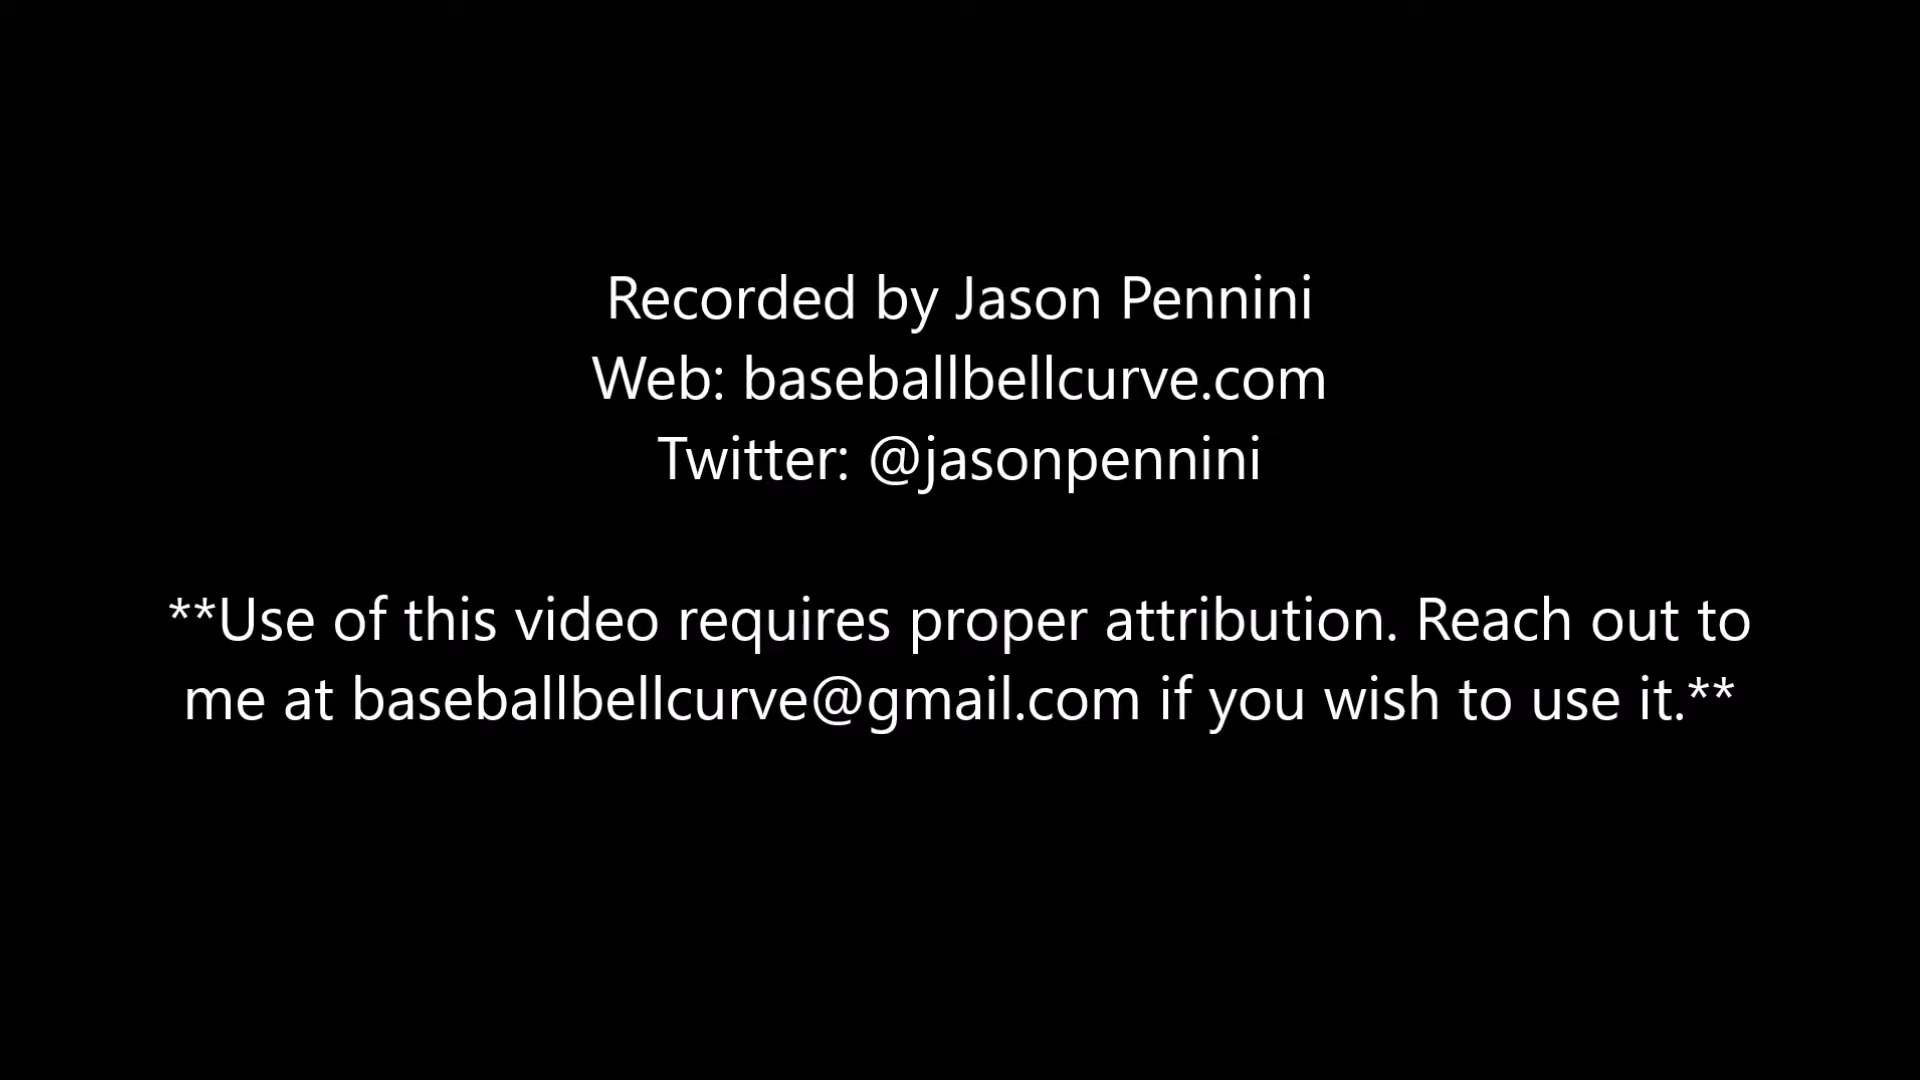 Recorded by Jason Pennini
Web: baseballbellcurve.com
Twitter: @jasonpennini
**Use of this video requires proper attribution. Reach out to
me at baseballbellcurve@gmail.com if you wish to use it.**